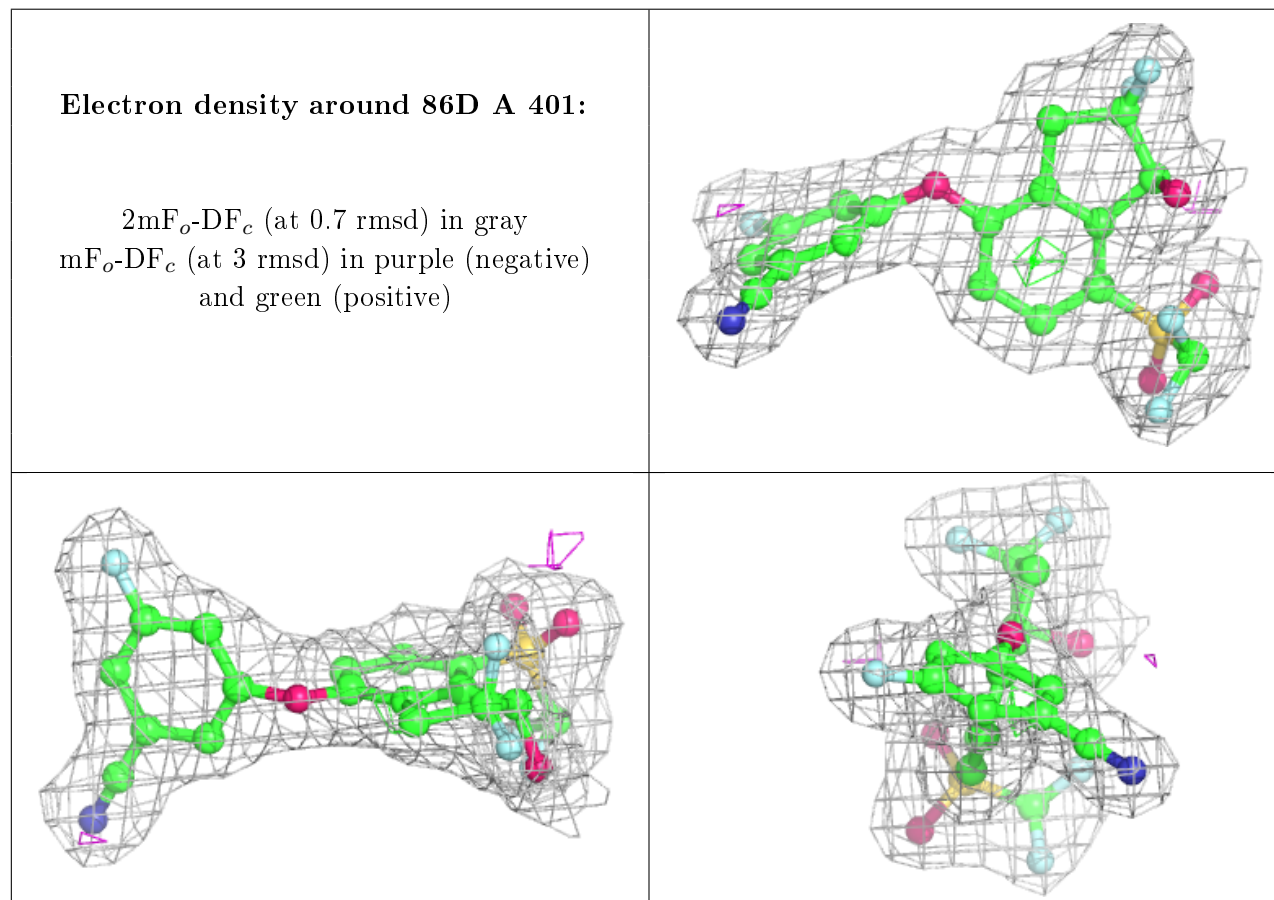 Electron density around 86D A 401:
2mFo-DFc (at 0.7 rmsd) in gray
mFo-DFc (at 3 rmsd) in purple (negative)
and green (positive)